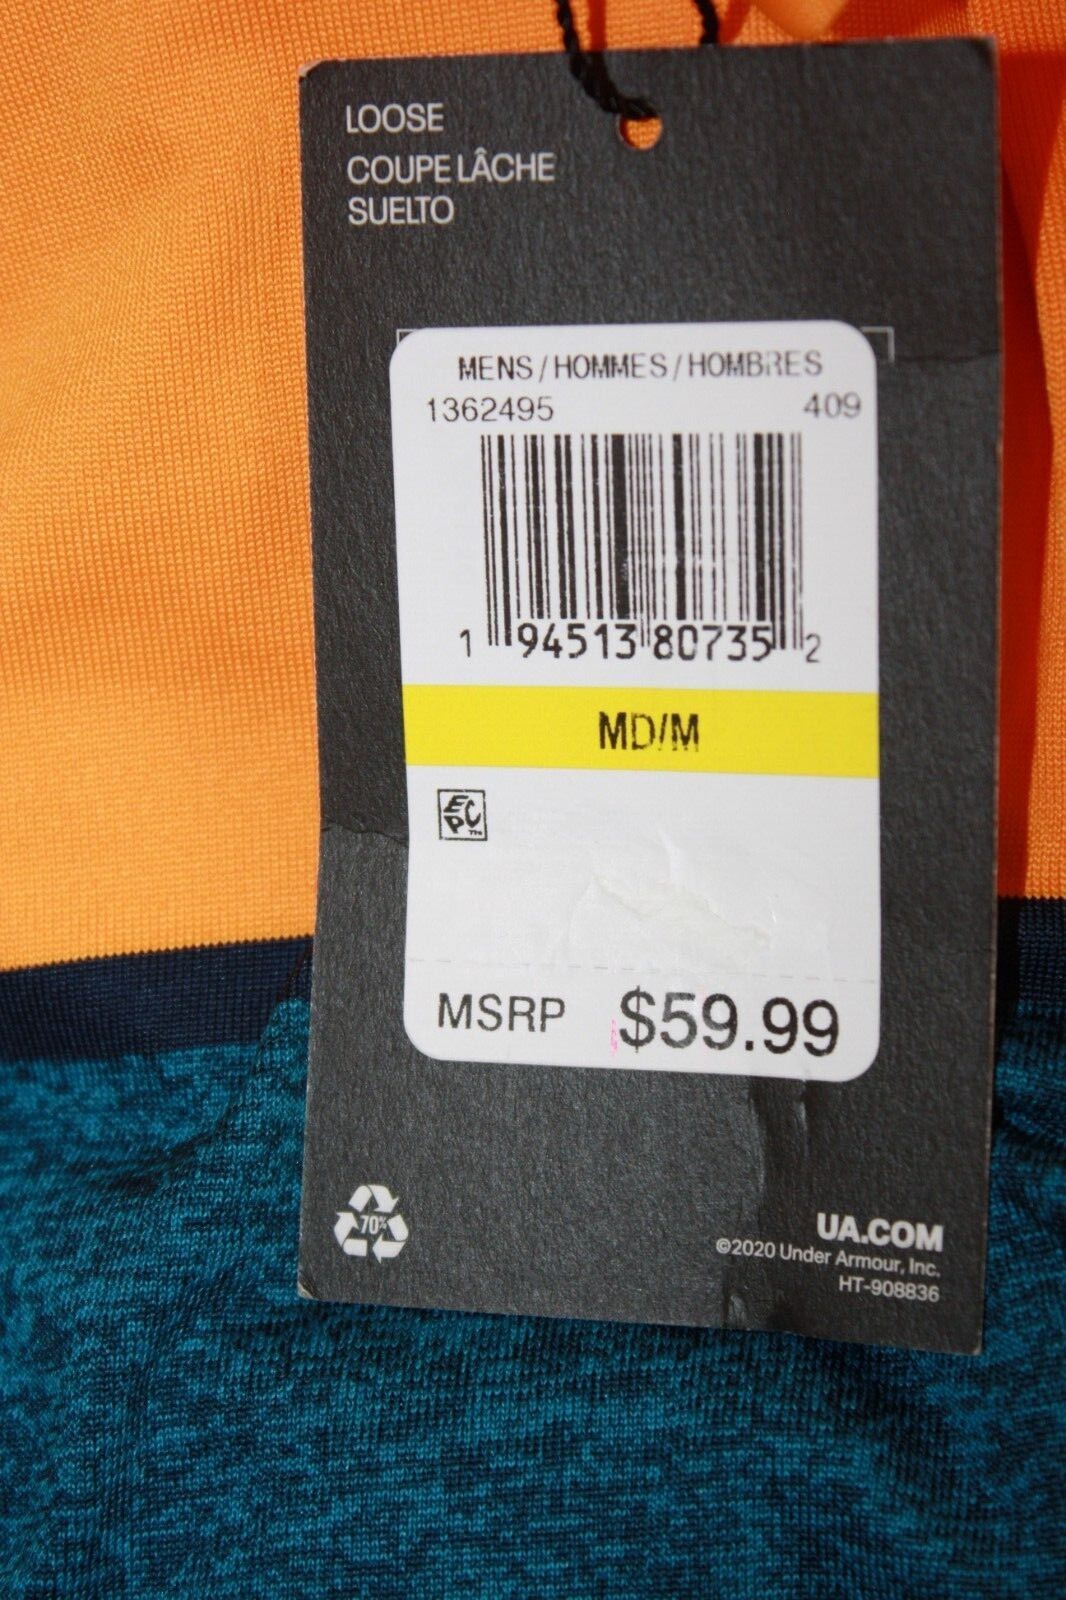 LOOSE
COUPE LÂCHE
SUELTO
MENS / HOMMES / HOMBRES
1362495 409
1 94513 80735 2
MD/M
EPC™
MSRP $59.99
70%
UA.COM
©2020 Under Armour, Inc.
HT-908836